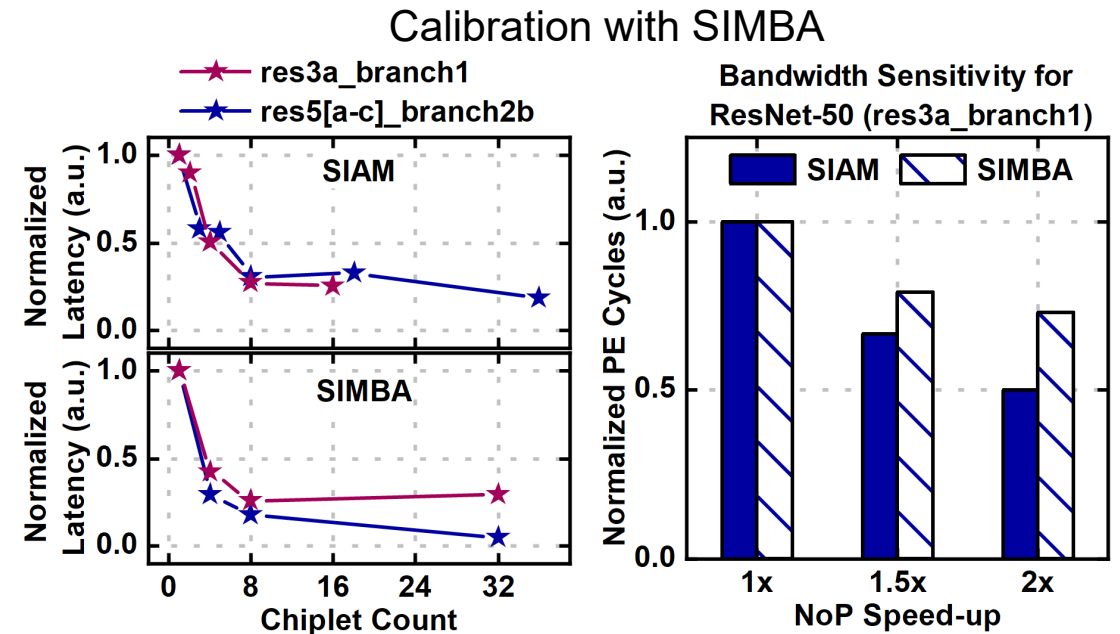 Calibration with SIMBA
res3a_branch1
res5[a-c]_branch2b
Normalized
Latency (a.u.)
1.0
0.5
0.0
SIAM
Normalized
Latency (a.u.)
1.0
0.5
0.0
SIMBA
0 8 16 24 32
Chiplet Count
Bandwidth Sensitivity for
ResNet-50 (res3a_branch1)
SIAM SIMBA
Normalized PE Cycles (a.u.)
1.0
0.5
0.0
1x 1.5x 2x
NoP Speed-up